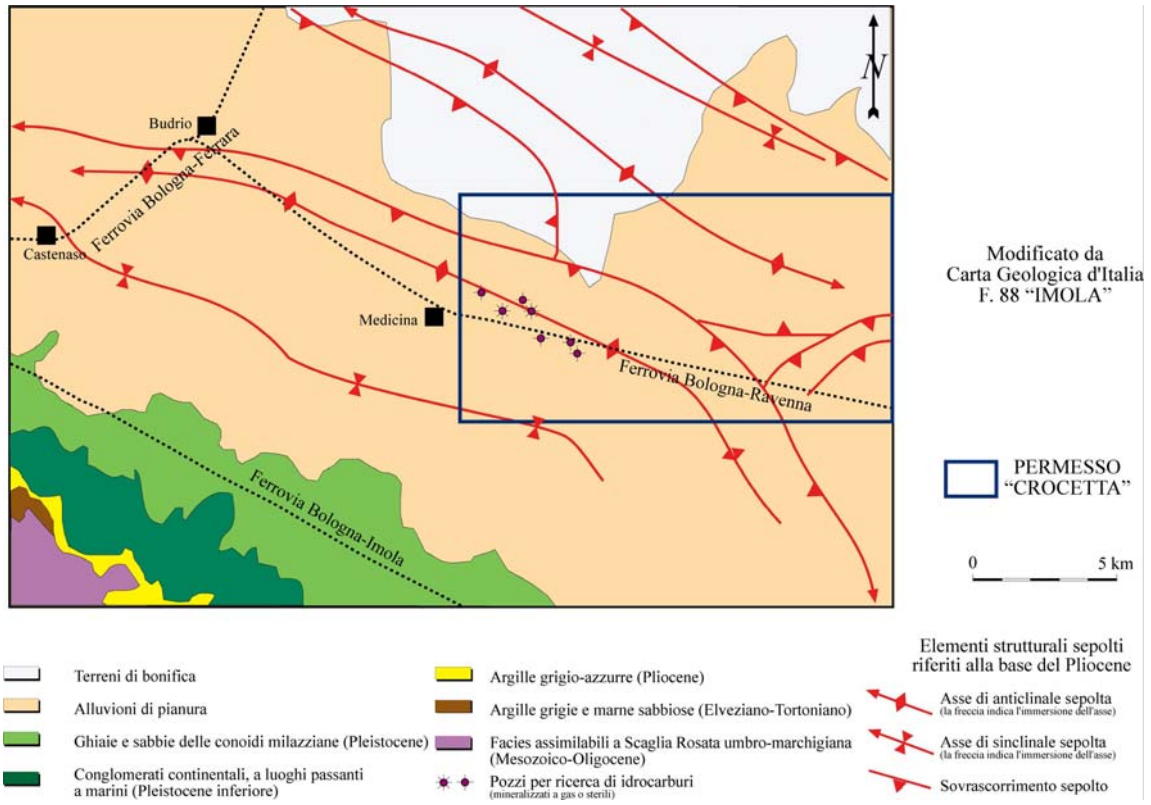 N
Budrio
Ferrovia Bologna-Ferrara
Castenaso
Medicina
Ferrovia Bologna-Ravenna
Ferrovia Bologna-Imola
Modificato da
Carta Geologica d'Italia
F. 88 "IMOLA"
PERMESSO
"CROCETTA"
0 5 km
Terreni di bonifica
Alluvioni di pianura
Ghiaie e sabbie delle conoidi milazziane (Pleistocene)
Conglomerati continentali, a luoghi passanti
a marini (Pleistocene inferiore)
Argille grigio-azzurre (Pliocene)
Argille grigie e marne sabbiose (Elveziano-Tortoniano)
Facies assimilabili a Scaglia Rosata umbro-marchigiana
(Mesozoico-Oligocene)
Pozzi per ricerca di idrocarburi
(mineralizzati a gas o sterili)
Elementi strutturali sepolti
riferiti alla base del Pliocene
Asse di anticlinale sepolta
(la freccia indica l'immersione dell'asse)
Asse di sinclinale sepolta
(la freccia indica l'immersione dell'asse)
Sovrascorrimento sepolto